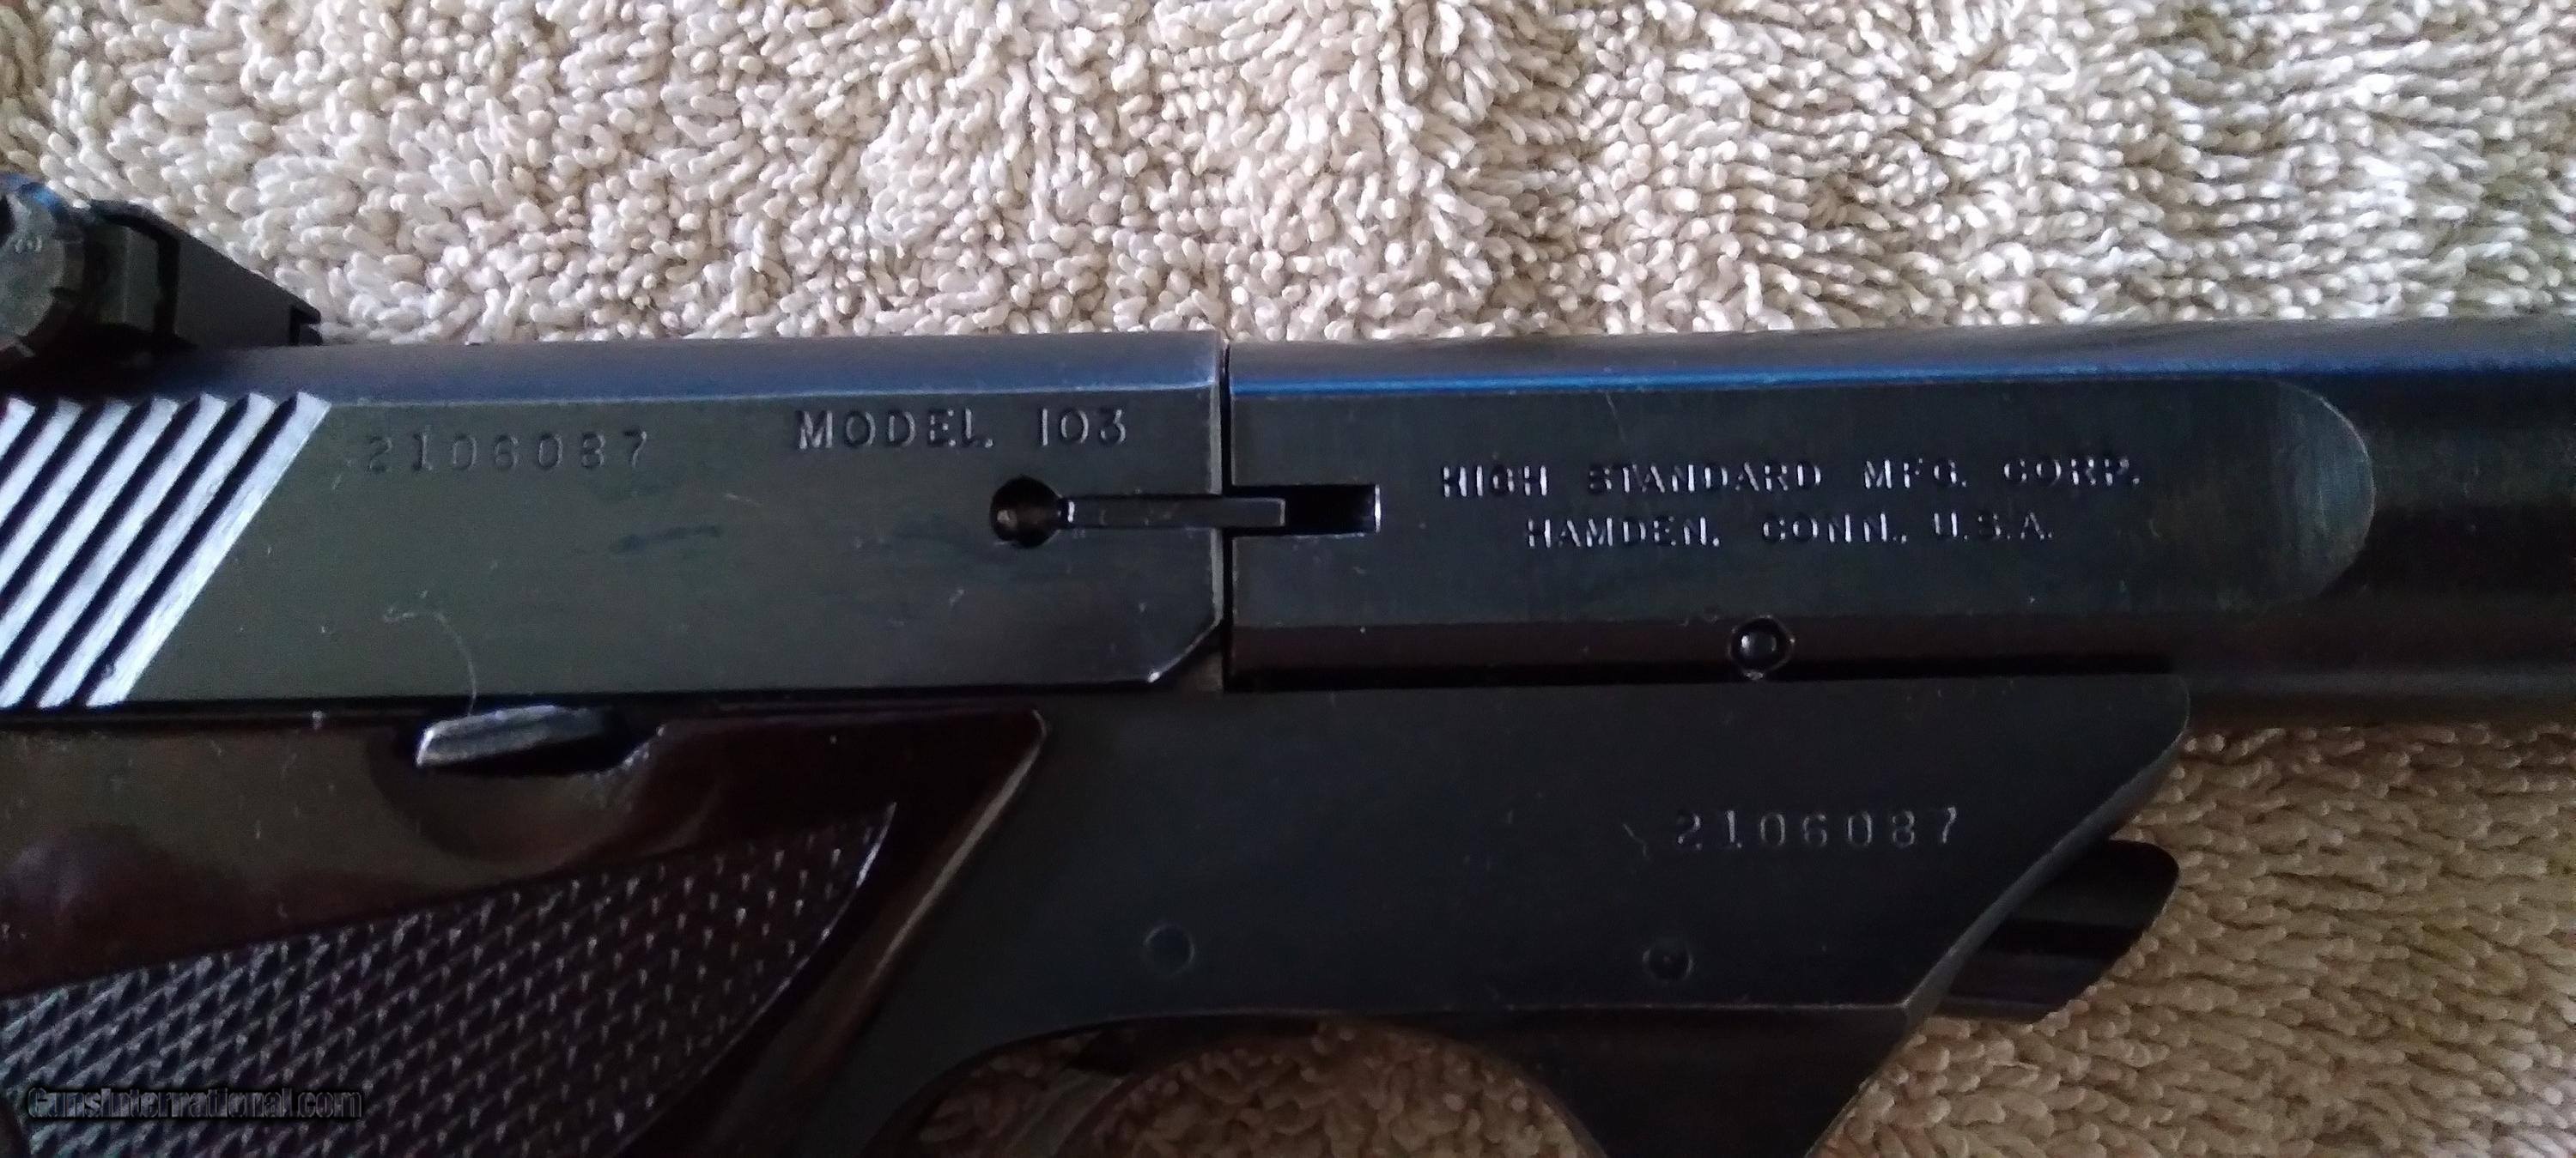 2106087
MODEL 103
HIGH STANDARD MFG. CORP.
HAMDEN, CONN., U.S.A.
2106087
GunsInternational.com